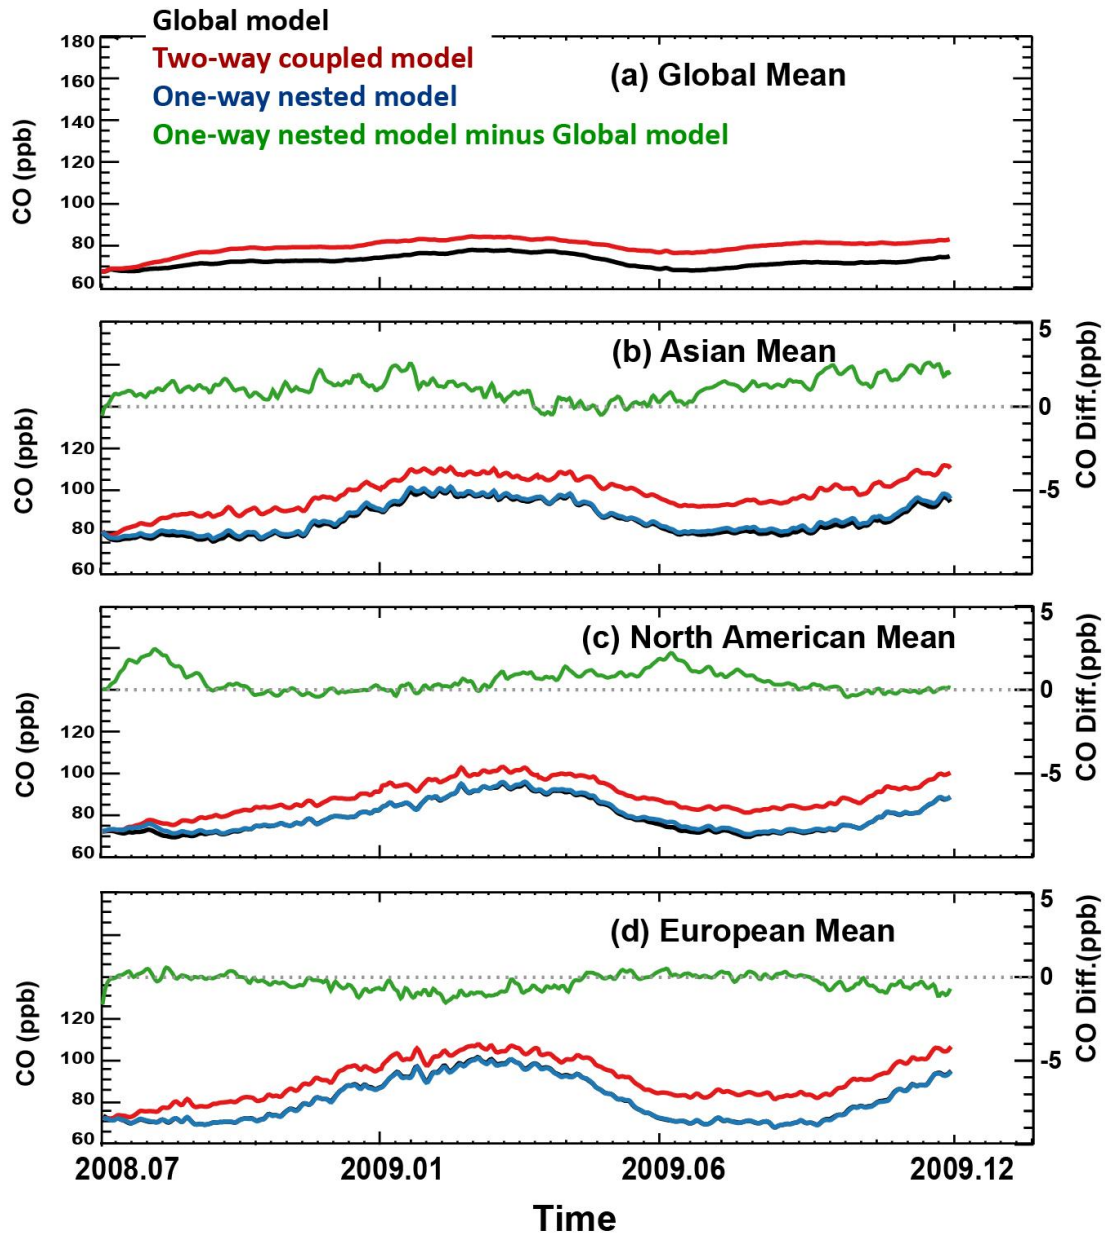 Global model
Two-way coupled model
One-way nested model
One-way nested model minus Global model
(a) Global Mean
CO (ppb)
180
160
140
120
100
80
60
(b) Asian Mean
CO (ppb)
120
100
80
60
5
0
-5
CO Diff.(ppb)
(c) North American Mean
CO (ppb)
120
100
80
60
5
0
-5
CO Diff.(ppb)
(d) European Mean
CO (ppb)
120
100
80
60
5
0
-5
CO Diff.(ppb)
2008.07 2009.01 2009.06 2009.12
Time